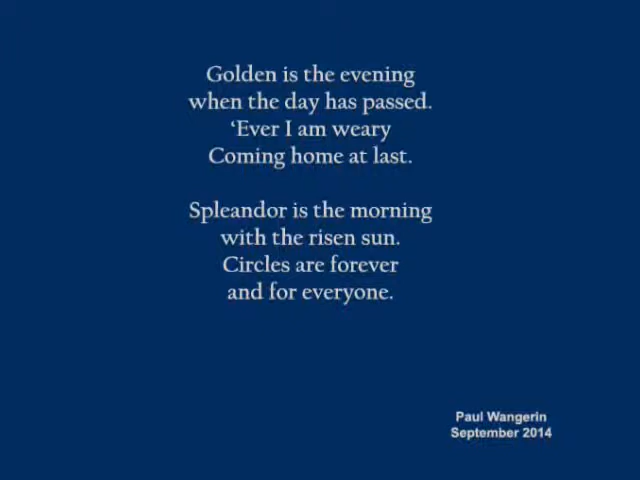 Golden is the evening
when the day has passed.
‘Ever I am weary
Coming home at last.
Spleandor is the morning
with the risen sun.
Circles are forever
and for everyone.
Paul Wangerin
September 2014